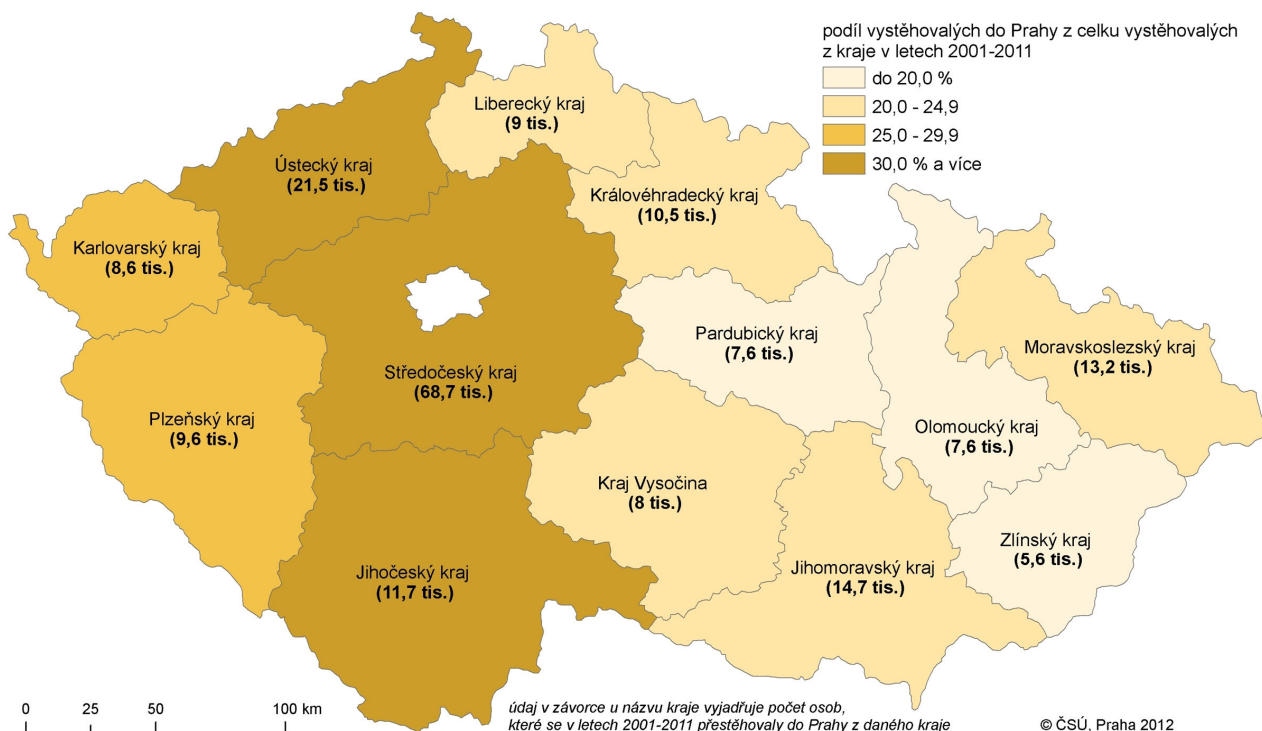 podíl vystěhovalých do Prahy z celku vystěhovalých
z kraje v letech 2001-2011
do 20,0 %
20,0 - 24,9
25,0 - 29,9
30,0 % a více
Liberecký kraj
(9 tis.)
Ústecký kraj
(21,5 tis.)
Královéhradecký kraj
(10,5 tis.)
Karlovarský kraj
(8,6 tis.)
Pardubický kraj
(7,6 tis.)
Moravskoslezský kraj
(13,2 tis.)
Středočeský kraj
(68,7 tis.)
Plzeňský kraj
(9,6 tis.)
Olomoucký kraj
(7,6 tis.)
Kraj Vysočina
(8 tis.)
Zlínský kraj
(5,6 tis.)
Jihočeský kraj
(11,7 tis.)
Jihomoravský kraj
(14,7 tis.)
0 25 50 100 km
údaj v závorce u názvu kraje vyjadřuje počet osob,
které se v letech 2001-2011 přestěhovaly do Prahy z daného kraje
© ČSÚ, Praha 2012